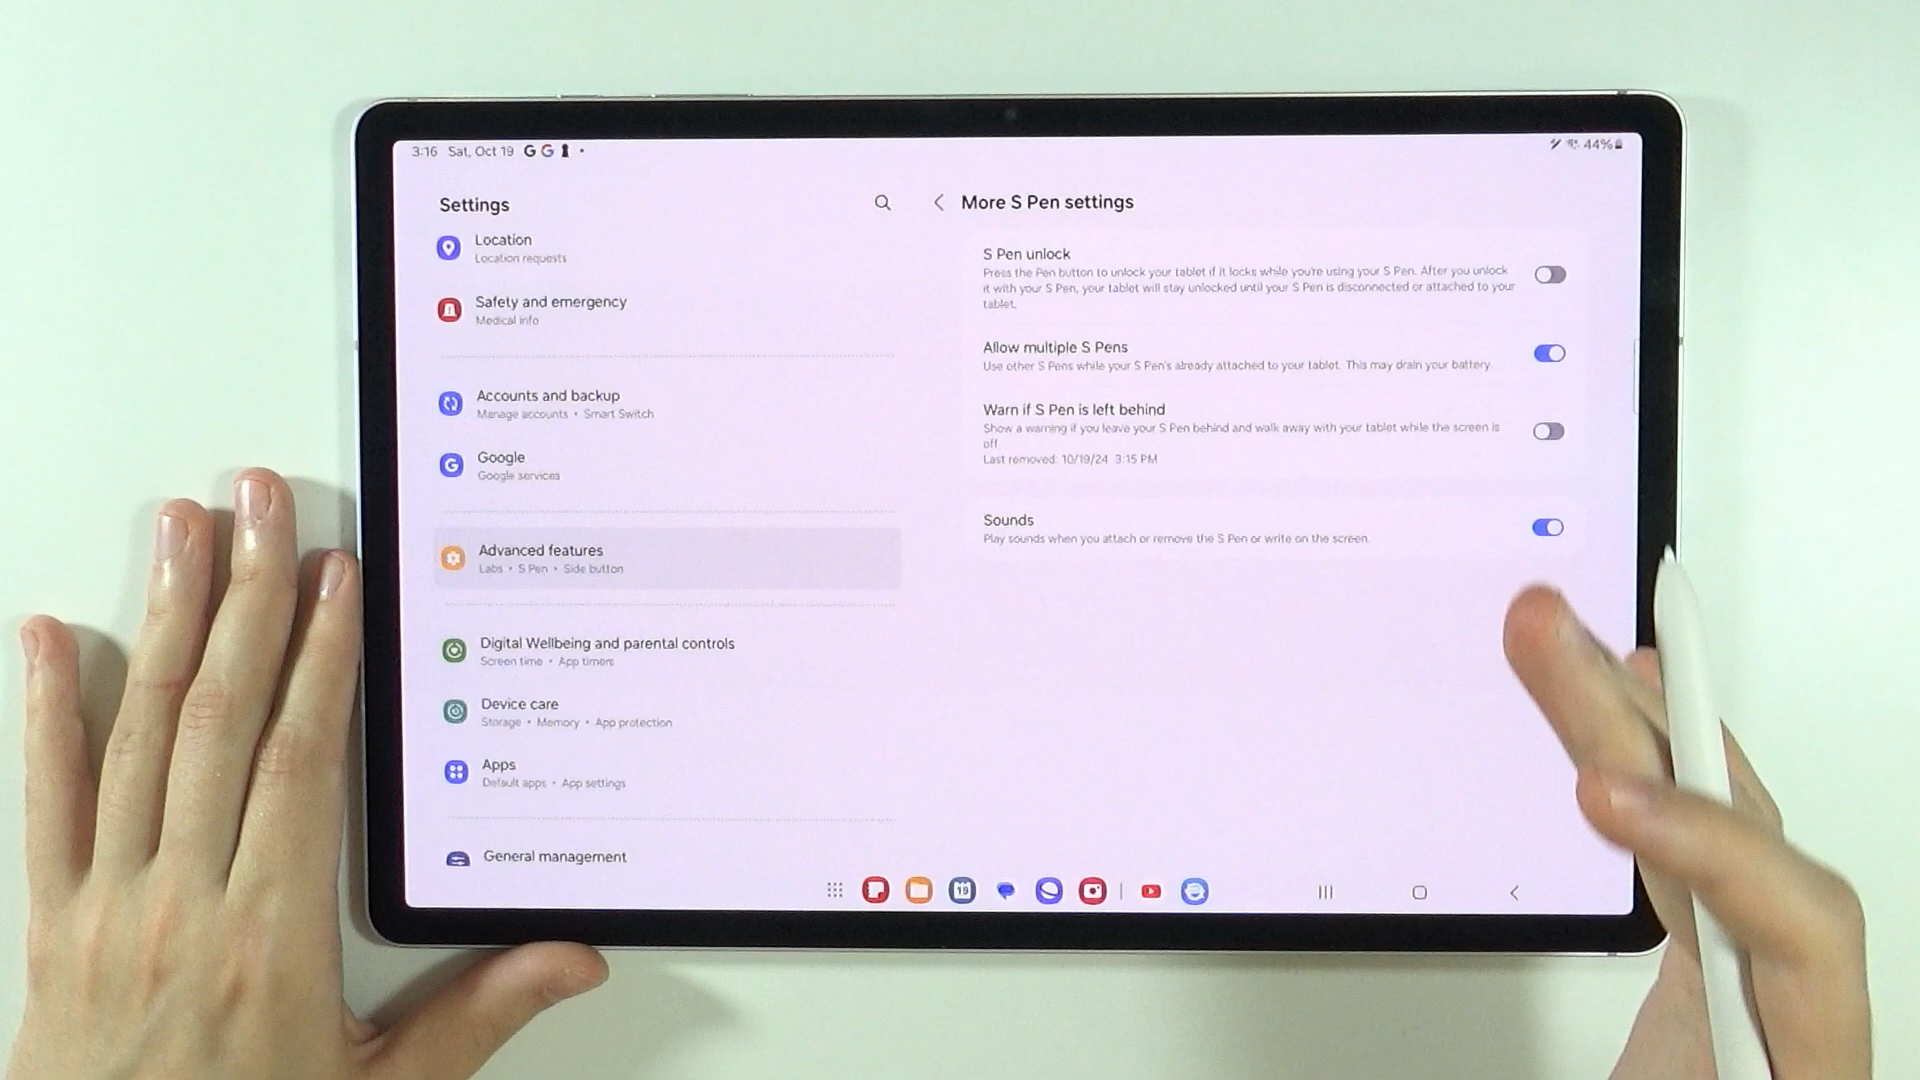 3:16 Sat, Oct 19
44%
Settings
Location
Location requests
Safety and emergency
Medical info
Accounts and backup
Manage accounts • Smart Switch
Google
Google services
Advanced features
Labs • S Pen • Side button
Digital Wellbeing and parental controls
Screen time • App timers
Device care
Storage • Memory • App protection
Apps
Default apps • App settings
General management
More S Pen settings
S Pen unlock
Press the Pen button to unlock your tablet if it locks while you're using your S Pen. After you unlock
it with your S Pen, your tablet will stay unlocked until your S Pen is disconnected or attached to your
tablet.
Allow multiple S Pens
Use other S Pens while your S Pen's already attached to your tablet. This may drain your battery.
Warn if S Pen is left behind
Show a warning if you leave your S Pen behind and walk away with your tablet while the screen is
off.
Last removed: 10/19/24 3:15 PM
Sounds
Play sounds when you attach or remove the S Pen or write on the screen.
19